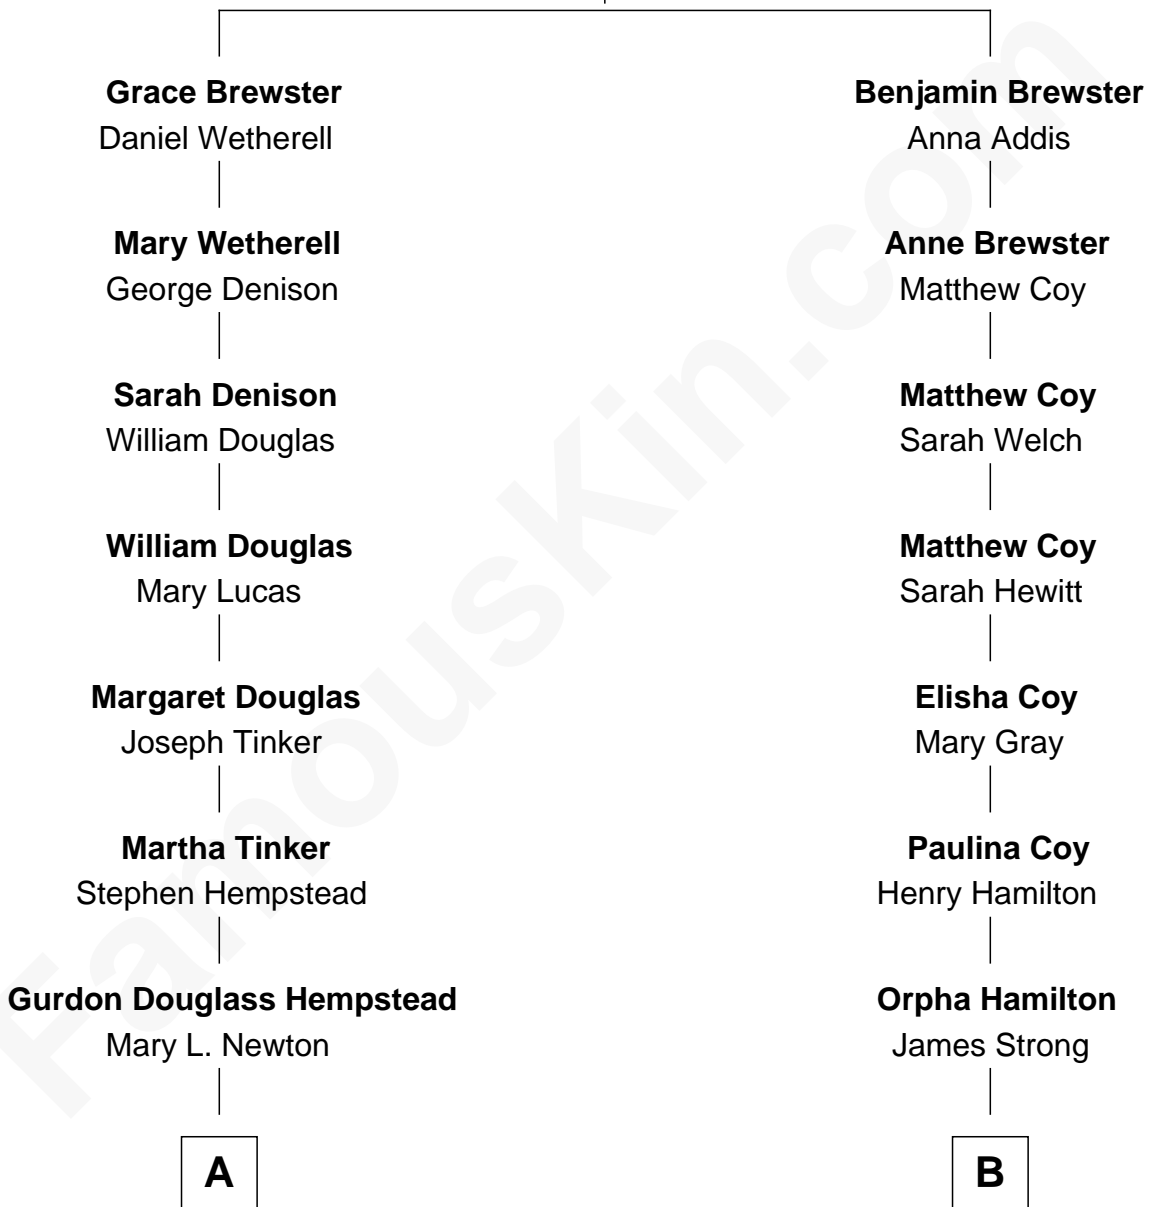 Grace Brewster
Daniel Wetherell
Mary Wetherell
George Denison
Sarah Denison
William Douglas
William Douglas
Mary Lucas
Margaret Douglas
Joseph Tinker
Martha Tinker
Stephen Hempstead
Gurdon Douglass Hempstead
Mary L. Newton
A
Benjamin Brewster
Anna Addis
Anne Brewster
Matthew Coy
Matthew Coy
Sarah Welch
Matthew Coy
Sarah Hewitt
Elisha Coy
Mary Gray
Paulina Coy
Henry Hamilton
Orpha Hamilton
James Strong
B
FamousKin.com